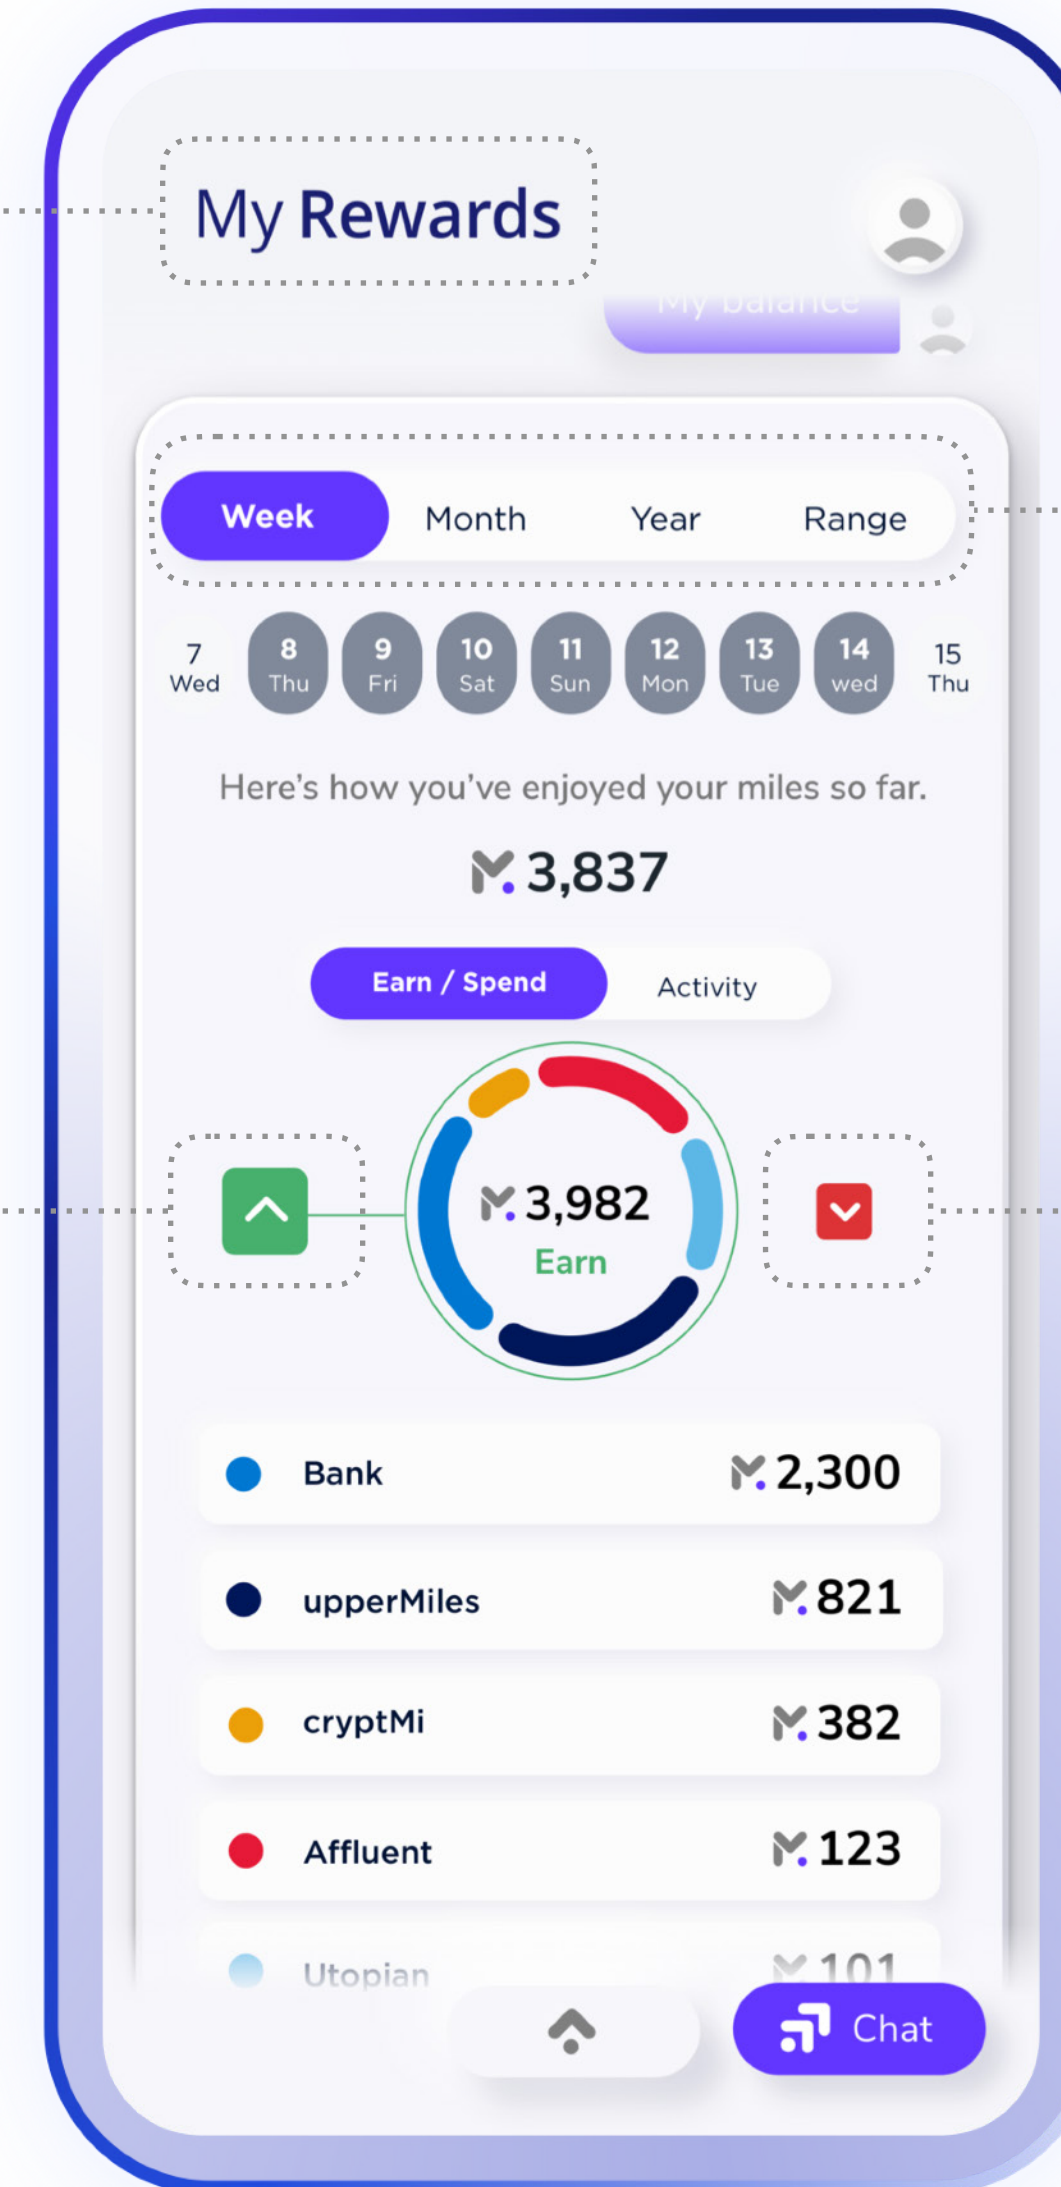 My Rewards
My balance
Week Month Year Range
7 8 9 10 11 12 13 14 15
Wed Thu Fri Sat Sun Mon Tue wed Thu
Here's how you've enjoyed your miles so far.
3,837
Earn / Spend Activity
3,982
Earn
Bank 2,300
upperMiles 821
cryptMi 382
Affluent 123
Utopian 101
Chat